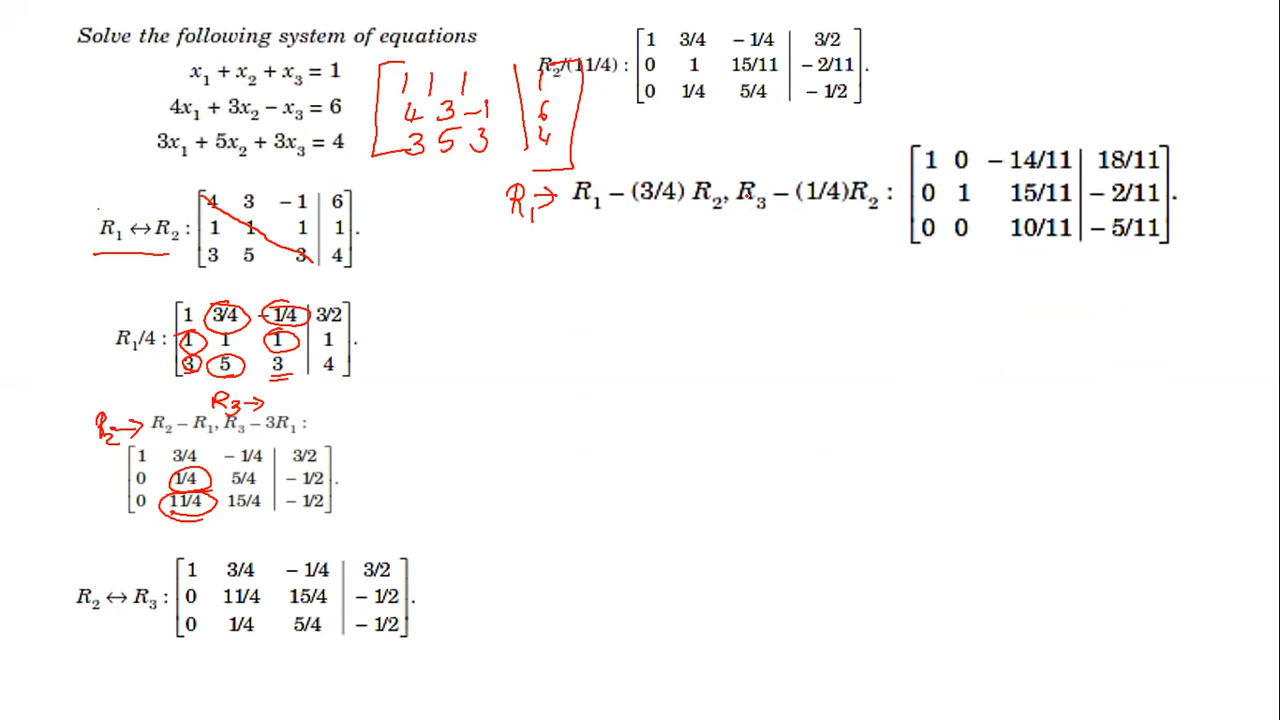 Solve the following system of equations
x₁ + x₂ + x₃ = 1
4x₁ + 3x₂ − x₃ = 6
3x₁ + 5x₂ + 3x₃ = 4
1 1 1 | 1
4 3 -1 | 6
3 5 3 | 4
R₁ ↔ R₂ :
4 3 − 1 | 6
1 1 1 | 1
3 5 3 | 4 .
R₁/4 :
1 3/4 − 1/4 | 3/2
1 1 1 | 1
3 5 3 | 4 .
R₃ →
R₂ → R₂ − R₁, R₃ − 3R₁ :
1 3/4 − 1/4 | 3/2
0 1/4 5/4 | − 1/2
0 11/4 15/4 | − 1/2 .
R₂ ↔ R₃ :
1 3/4 − 1/4 | 3/2
0 11/4 15/4 | − 1/2
0 1/4 5/4 | − 1/2 .
R₂/(11/4) :
1 3/4 − 1/4 | 3/2
0 1 15/11 | − 2/11
0 1/4 5/4 | − 1/2 .
R₁ → R₁ − (3/4) R₂, R₃ − (1/4)R₂ :
1 0 − 14/11 | 18/11
0 1 15/11 | − 2/11
0 0 10/11 | − 5/11 .